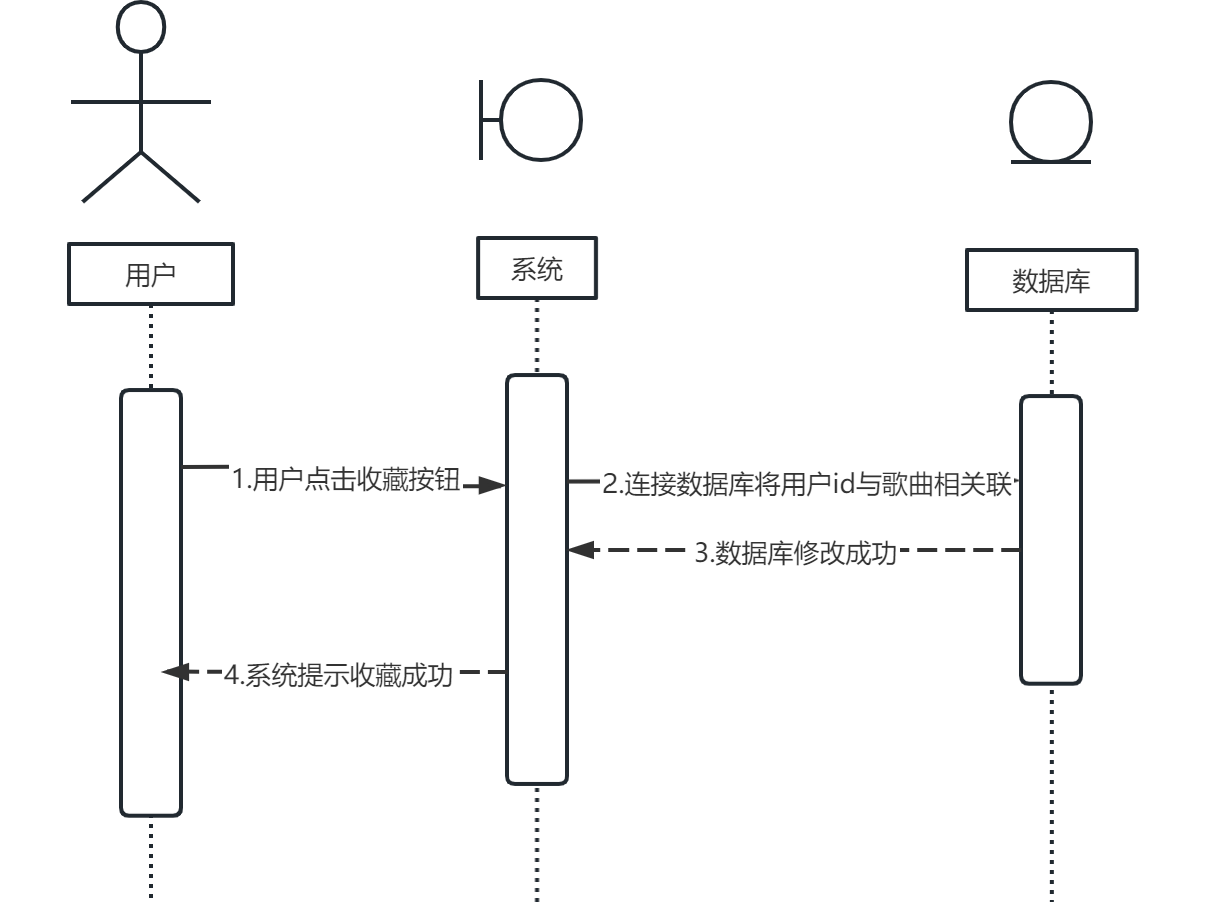 用户
系统
数据库
1.用户点击收藏按钮
2.连接数据库将用户id与歌曲相关联
3.数据库修改成功
4.系统提示收藏成功